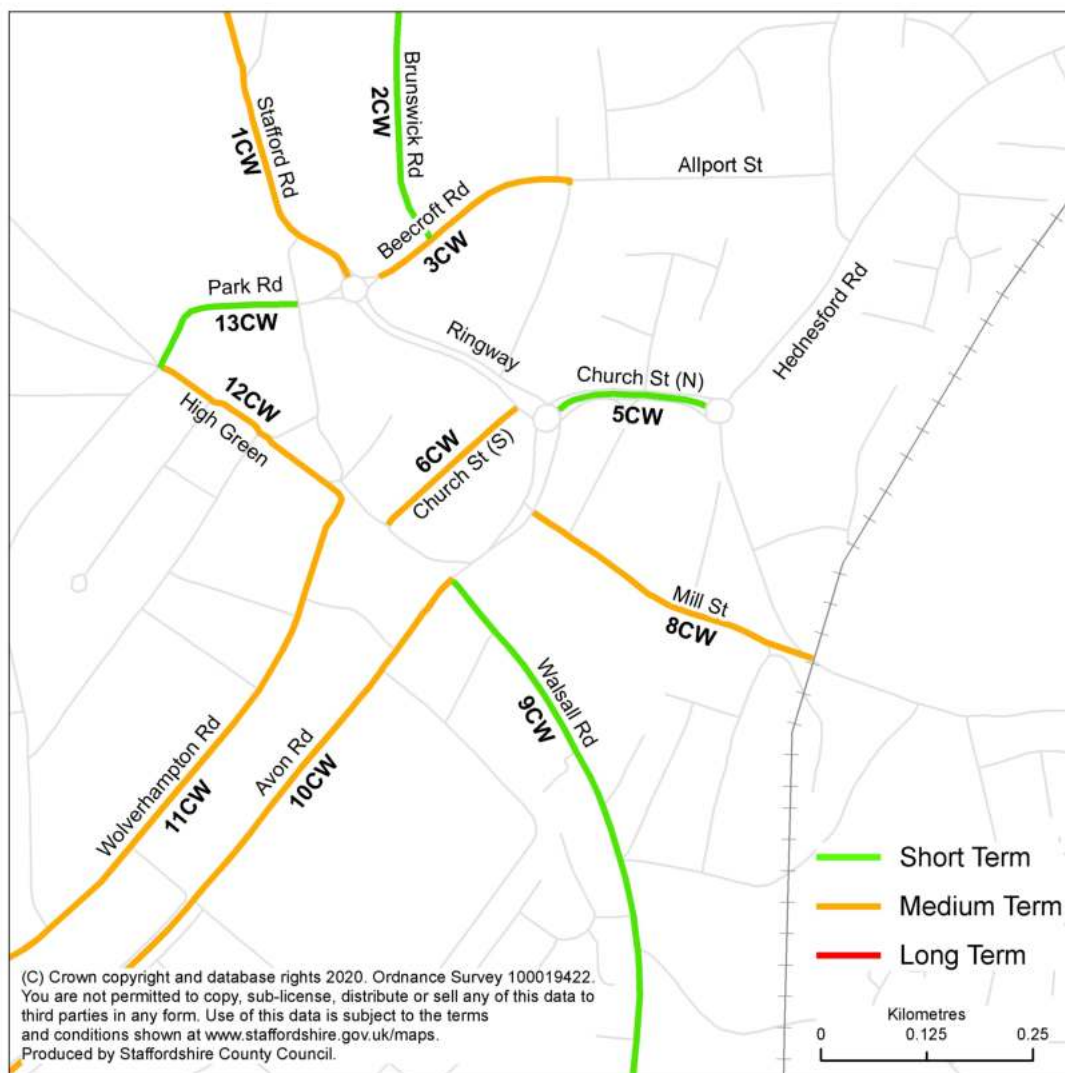 Stafford Rd
1CW
Brunswick Rd
2CW
Allport St
Beecroft Rd
3CW
Park Rd
13CW
Ringway
Hednesford Rd
Church St (N)
5CW
12CW
High Green
6CW
Church St (S)
Mill St
8CW
Walsall Rd
9CW
Avon Rd
10CW
Wolverhampton Rd
11CW
Short Term
Medium Term
Long Term
(C) Crown copyright and database rights 2020. Ordnance Survey 100019422.
You are not permitted to copy, sub-license, distribute or sell any of this data to
third parties in any form. Use of this data is subject to the terms
and conditions shown at www.staffordshire.gov.uk/maps.
Produced by Staffordshire County Council.
Kilometres
0 0.125 0.25